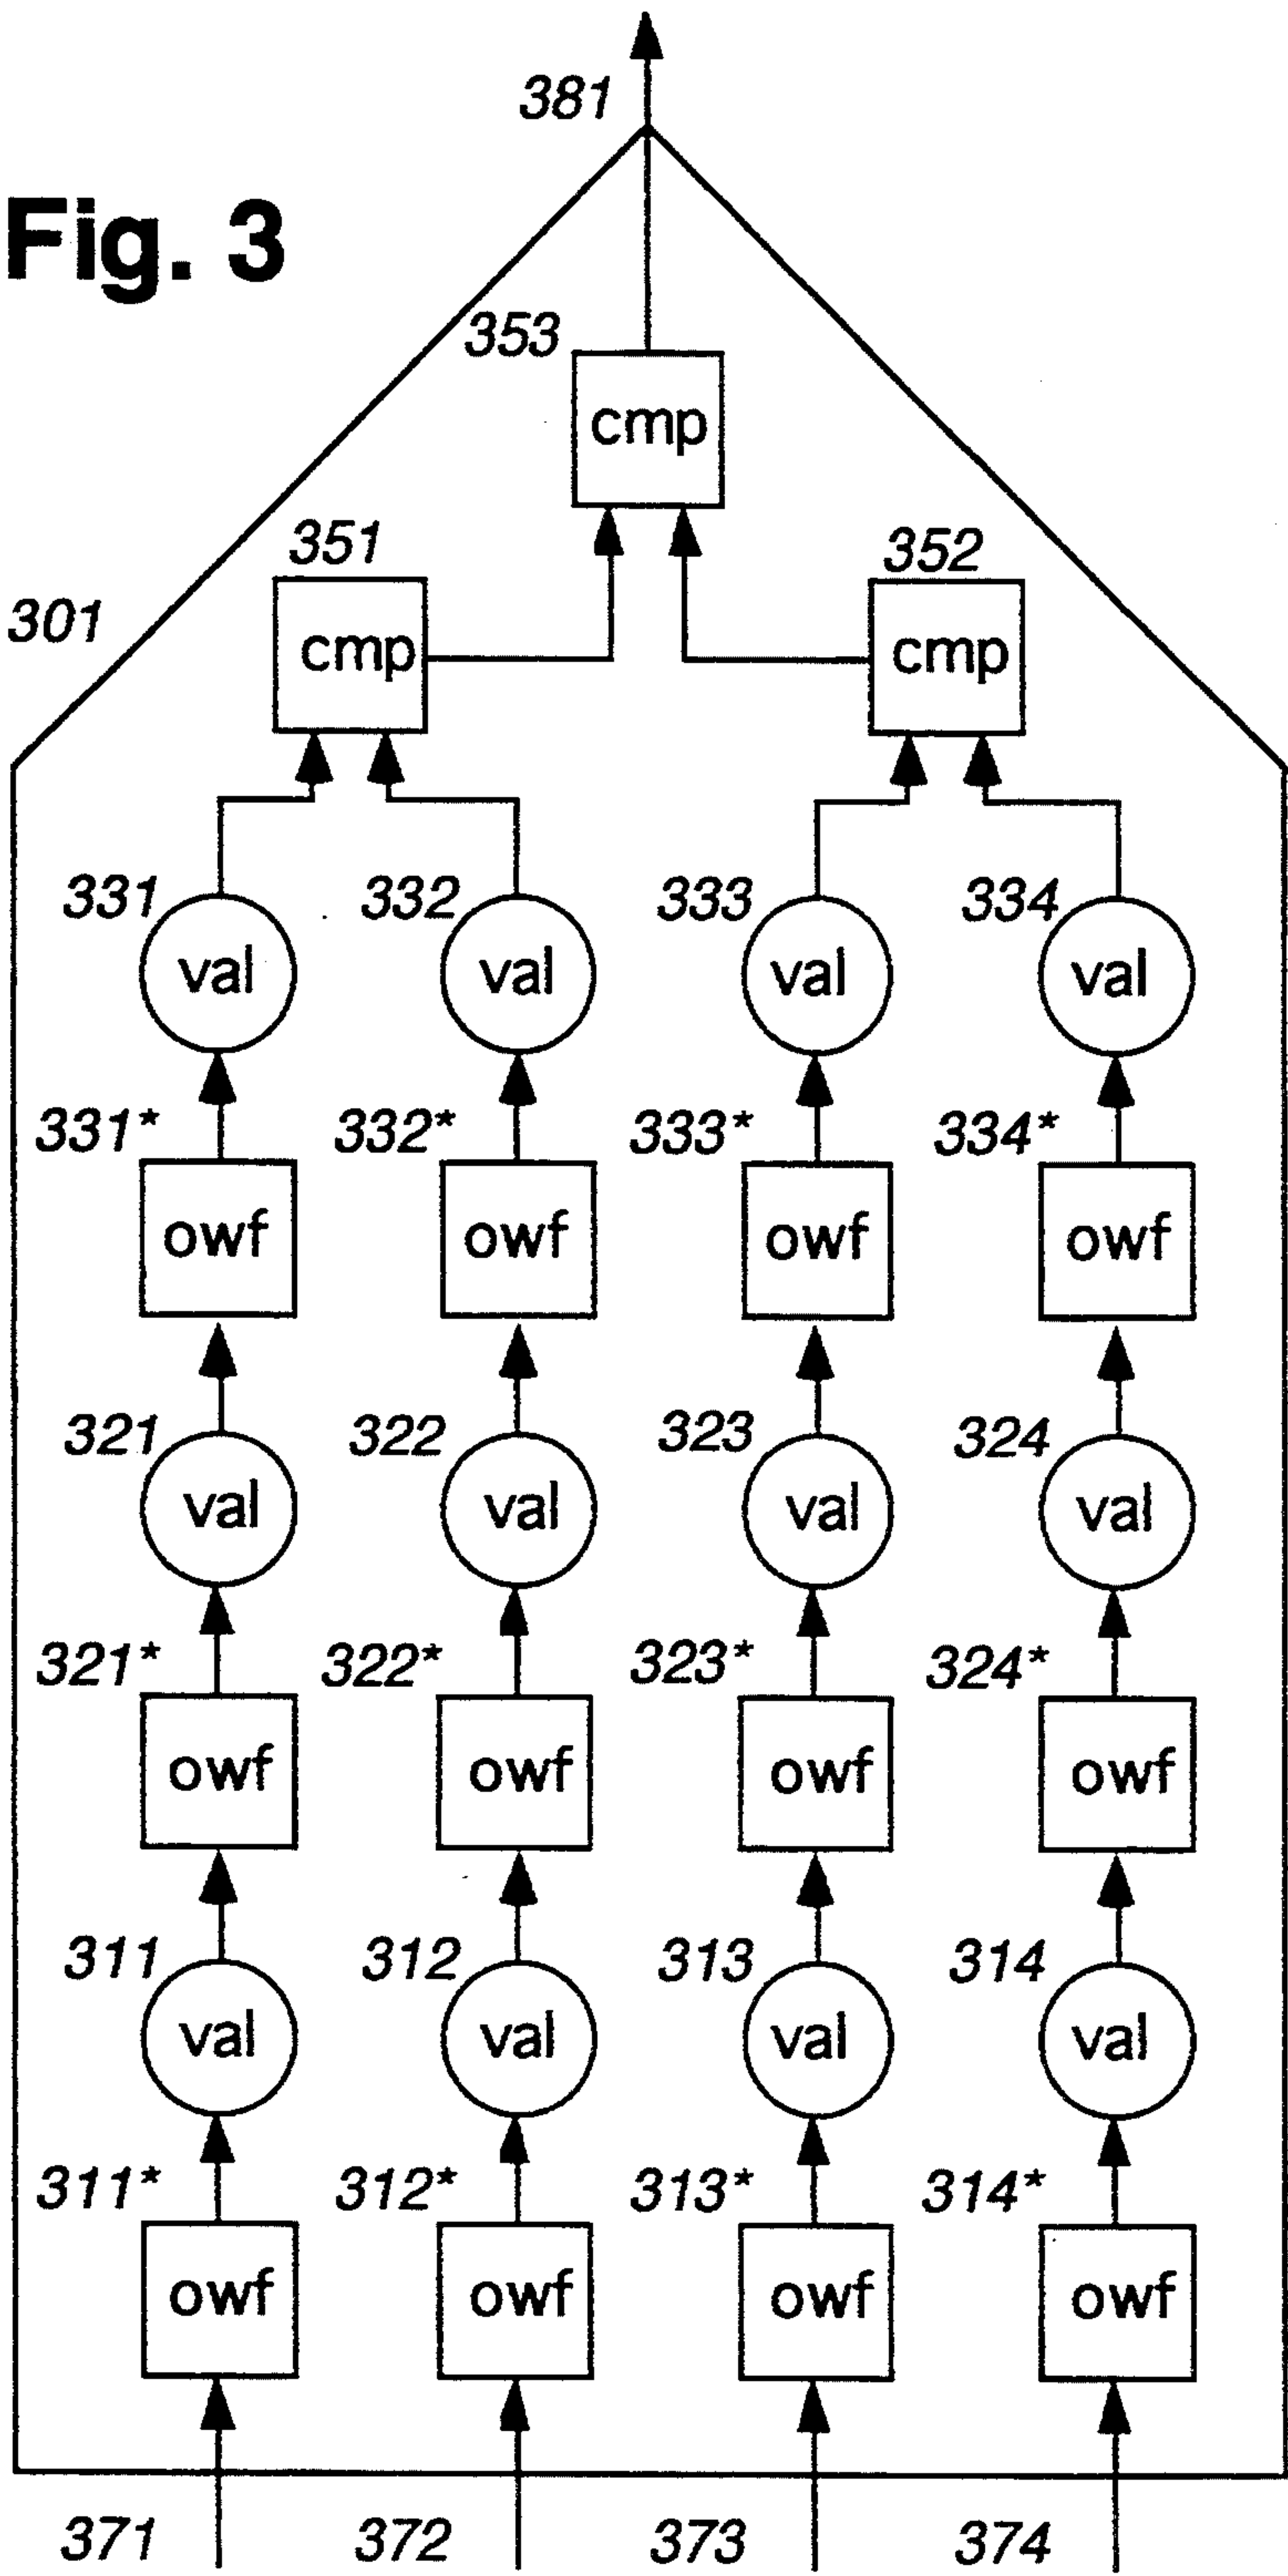 381
Fig. 3
353
cmp
351 352
301
cmp cmp
331 332 333 334
val val val val
331* 332* 333* 334*
owf owf owf owf
321 322 323 324
val val val val
321* 322* 323* 324*
owf owf owf owf
311 312 313 314
val val val val
311* 312* 313* 314*
owf owf owf owf
371 372 373 374